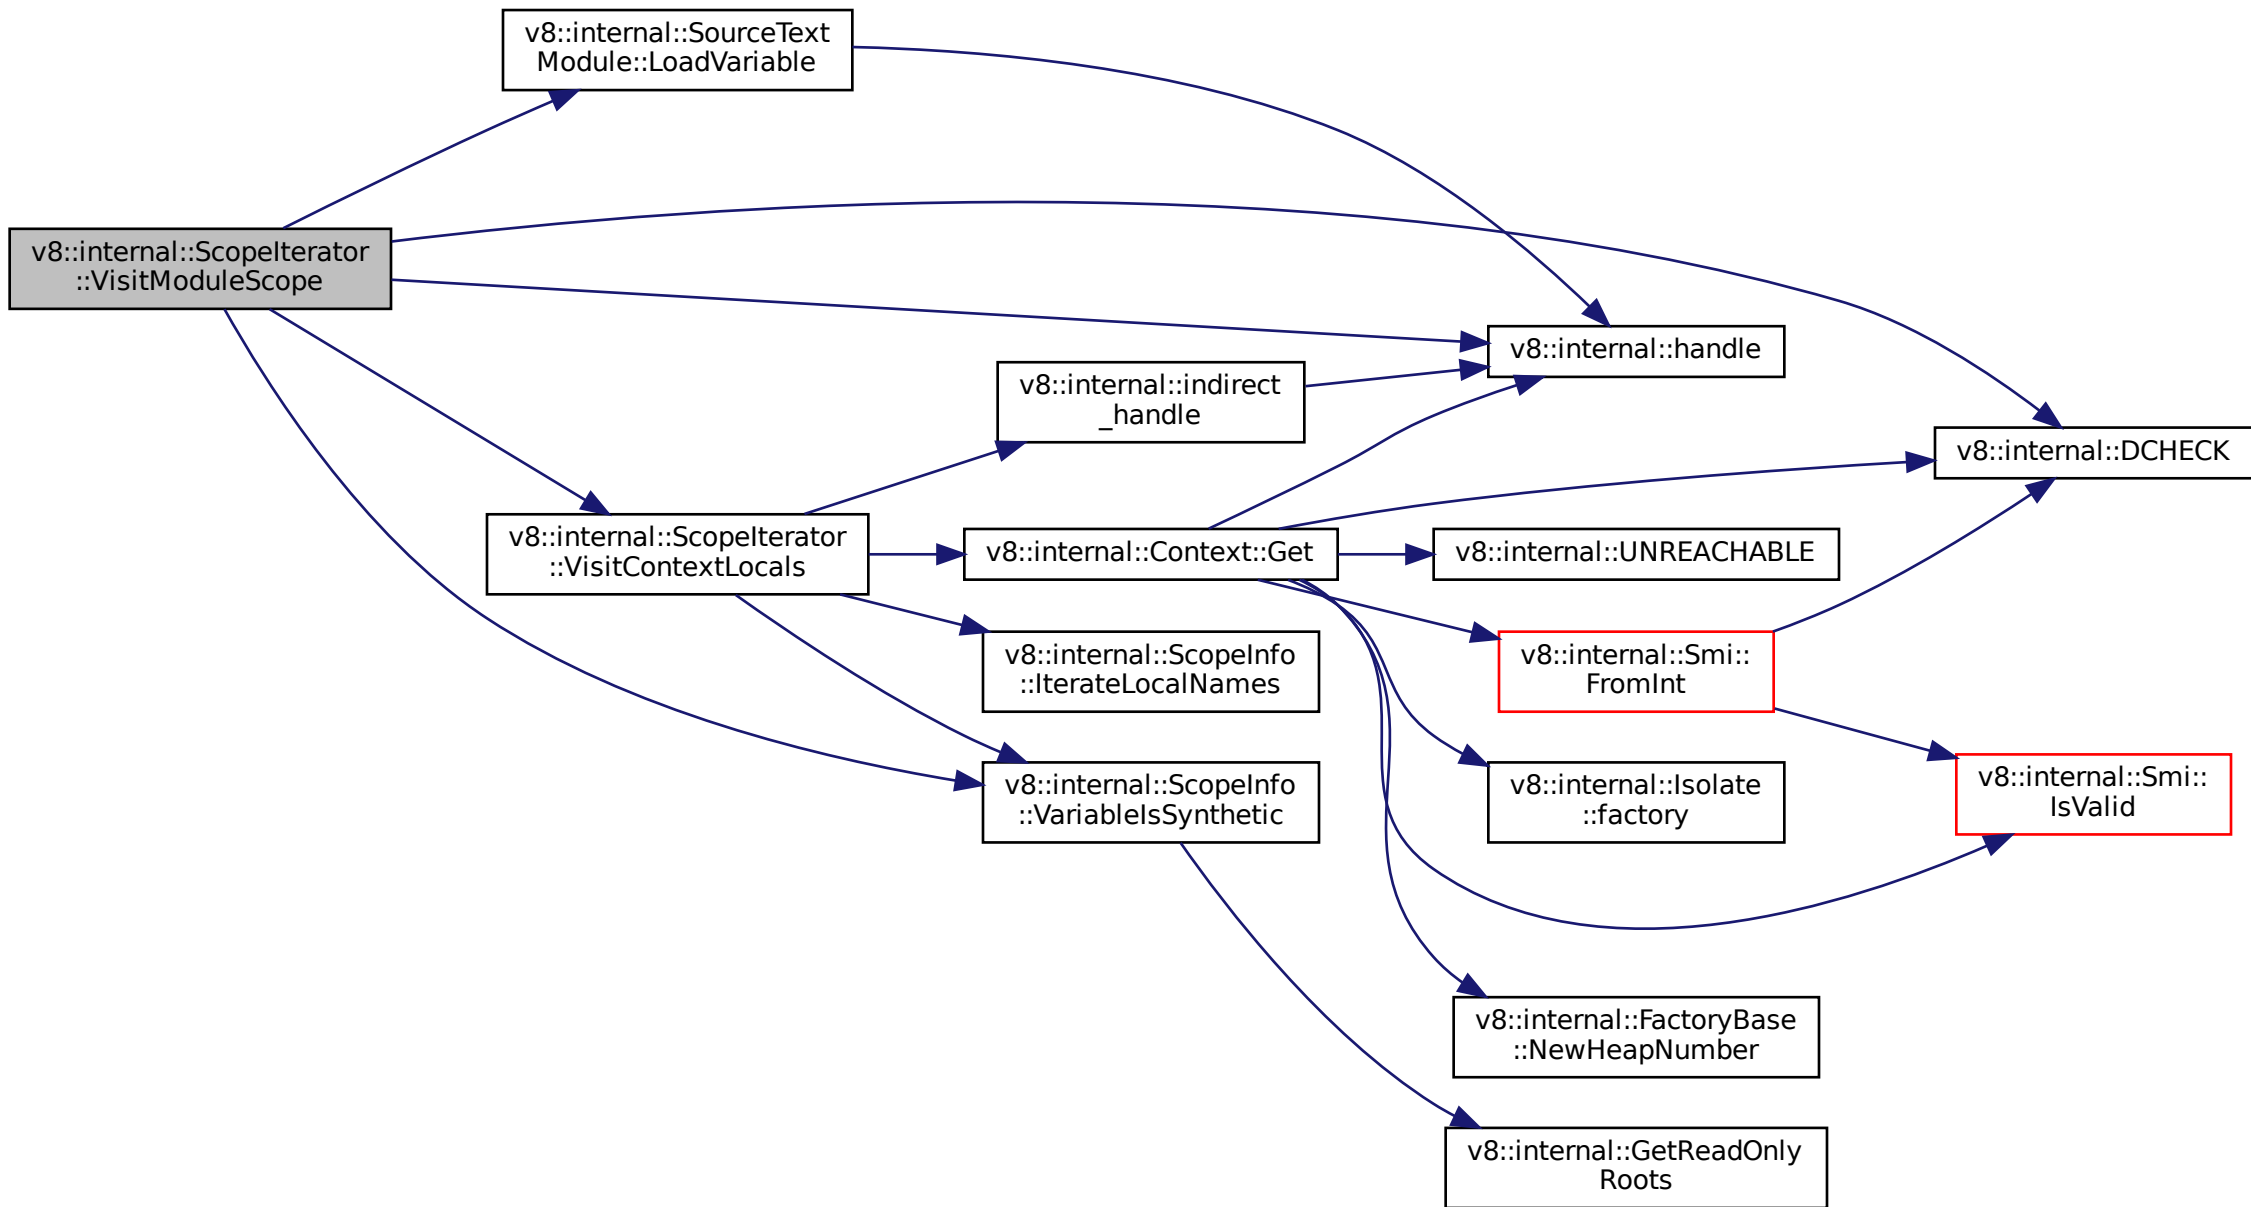 v8::internal::SourceText
Module::LoadVariable
v8::internal::ScopeIterator
::VisitModuleScope
v8::internal::handle
v8::internal::indirect
_handle
v8::internal::DCHECK
v8::internal::ScopeIterator
::VisitContextLocals
v8::internal::Context::Get
v8::internal::UNREACHABLE
v8::internal::ScopeInfo
::IterateLocalNames
v8::internal::Smi::
FromInt
v8::internal::ScopeInfo
::VariableIsSynthetic
v8::internal::Isolate
::factory
v8::internal::Smi::
IsValid
v8::internal::FactoryBase
::NewHeapNumber
v8::internal::GetReadOnly
Roots